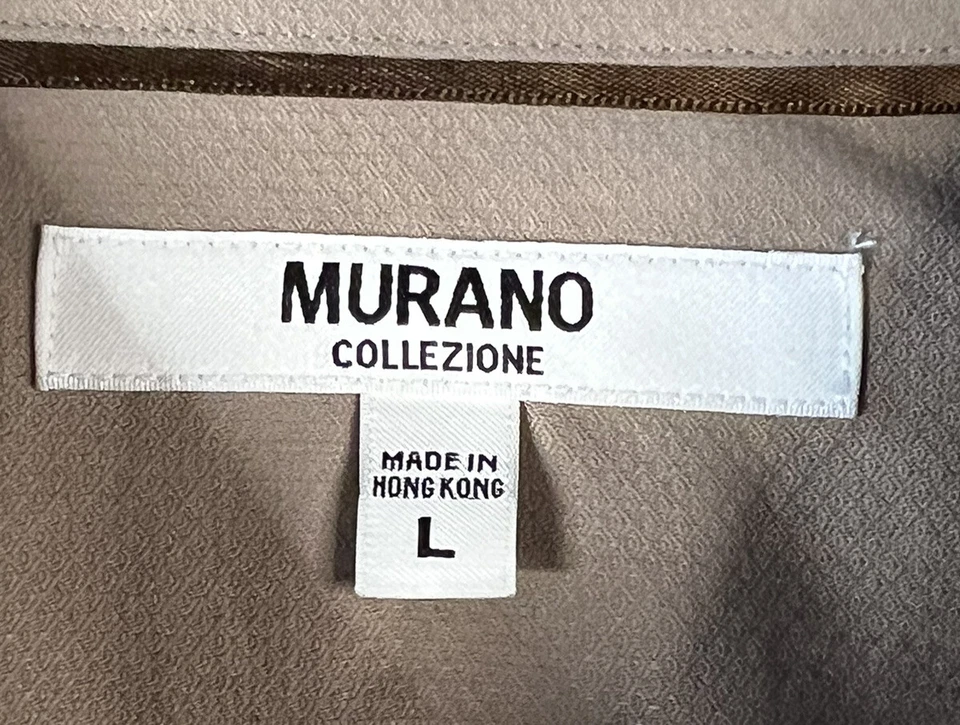 MURANO
COLLEZIONE
MADE IN
HONG KONG
L